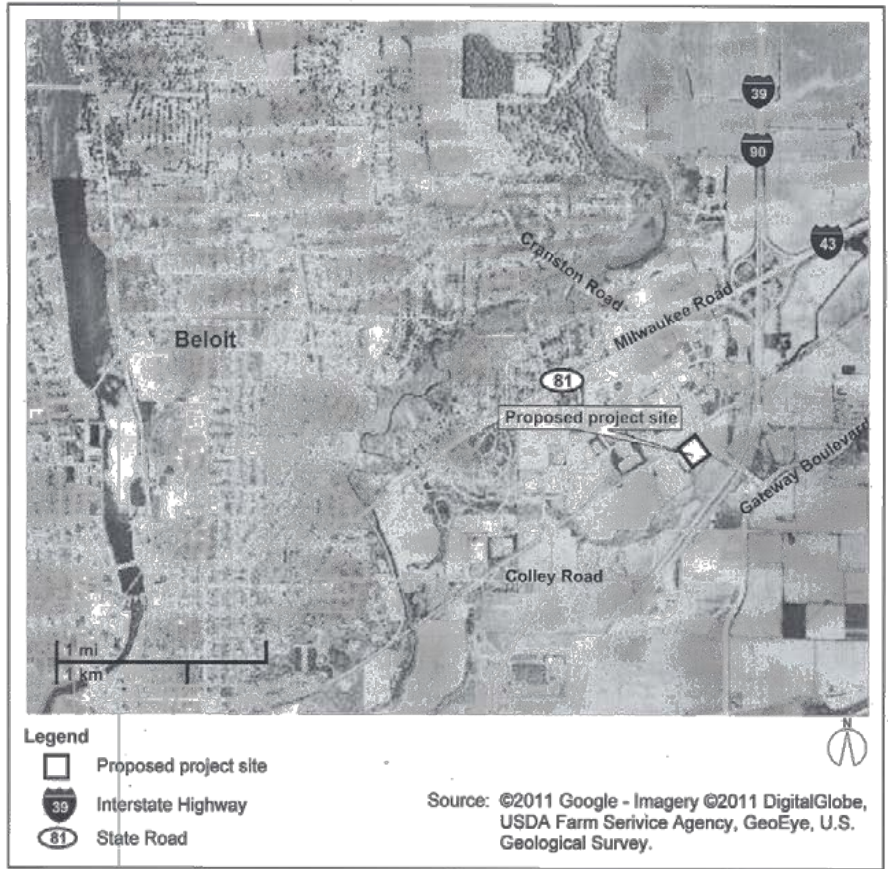 39
90
43
Cranston Road
Milwaukee Road
Beloit
81
Proposed project site
Gateway Boulevard
Colley Road
1 mi
1 km
N
Legend
Proposed project site
39 Interstate Highway
81 State Road
Source: ©2011 Google - Imagery ©2011 DigitalGlobe,
USDA Farm Serivice Agency, GeoEye, U.S.
Geological Survey.